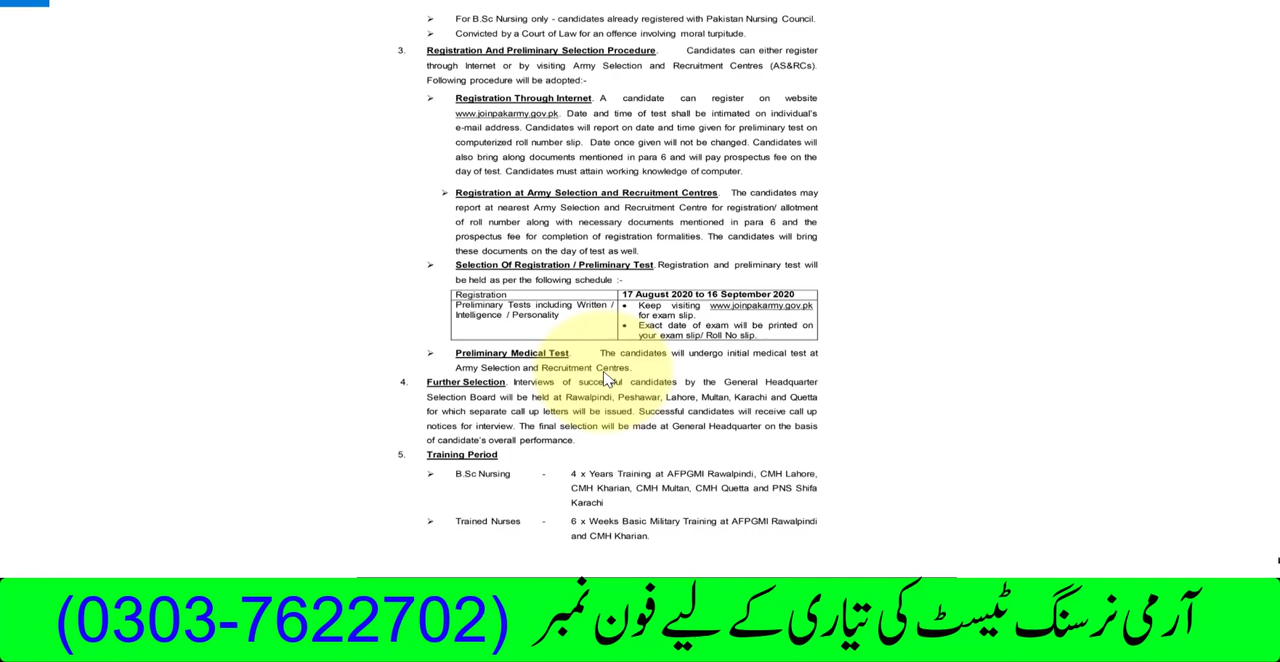 ➢ For B.Sc Nursing only - candidates already registered with Pakistan Nursing Council.
➢ Convicted by a Court of Law for an offence involving moral turpitude.
3. Registration And Preliminary Selection Procedure. Candidates can either register
through Internet or by visiting Army Selection and Recruitment Centres (AS&RCs).
Following procedure will be adopted:-
➢ Registration Through Internet. A candidate can register on website
www.joinpakarmy.gov.pk. Date and time of test shall be intimated on individual's
e-mail address. Candidates will report on date and time given for preliminary test on
computerized roll number slip. Date once given will not be changed. Candidates will
also bring along documents mentioned in para 6 and will pay prospectus fee on the
day of test. Candidates must attain working knowledge of computer.
➢ Registration at Army Selection and Recruitment Centres. The candidates may
report at nearest Army Selection and Recruitment Centre for registration/ allotment
of roll number along with necessary documents mentioned in para 6 and the
prospectus fee for completion of registration formalities. The candidates will bring
these documents on the day of test as well.
➢ Selection Of Registration / Preliminary Test. Registration and preliminary test will
be held as per the following schedule :-
Registration 17 August 2020 to 16 September 2020
Preliminary Tests including Written /
Intelligence / Personality
• Keep visiting www.joinpakarmy.gov.pk
for exam slip.
• Exact date of exam will be printed on
your exam slip/ Roll No slip.
➢ Preliminary Medical Test. The candidates will undergo initial medical test at
Army Selection and Recruitment Centres.
4. Further Selection. Interviews of successful candidates by the General Headquarter
Selection Board will be held at Rawalpindi, Peshawar, Lahore, Multan, Karachi and Quetta
for which separate call up letters will be issued. Successful candidates will receive call up
notices for interview. The final selection will be made at General Headquarter on the basis
of candidate's overall performance.
5. Training Period
➢ B.Sc Nursing - 4 x Years Training at AFPGMI Rawalpindi, CMH Lahore,
CMH Kharian, CMH Multan, CMH Quetta and PNS Shifa
Karachi
➢ Trained Nurses - 6 x Weeks Basic Military Training at AFPGMI Rawalpindi
and CMH Kharian.
آرمی نرسنگ ٹیسٹ کی تیاری کے لیے فون نمبر (0303-7622702)